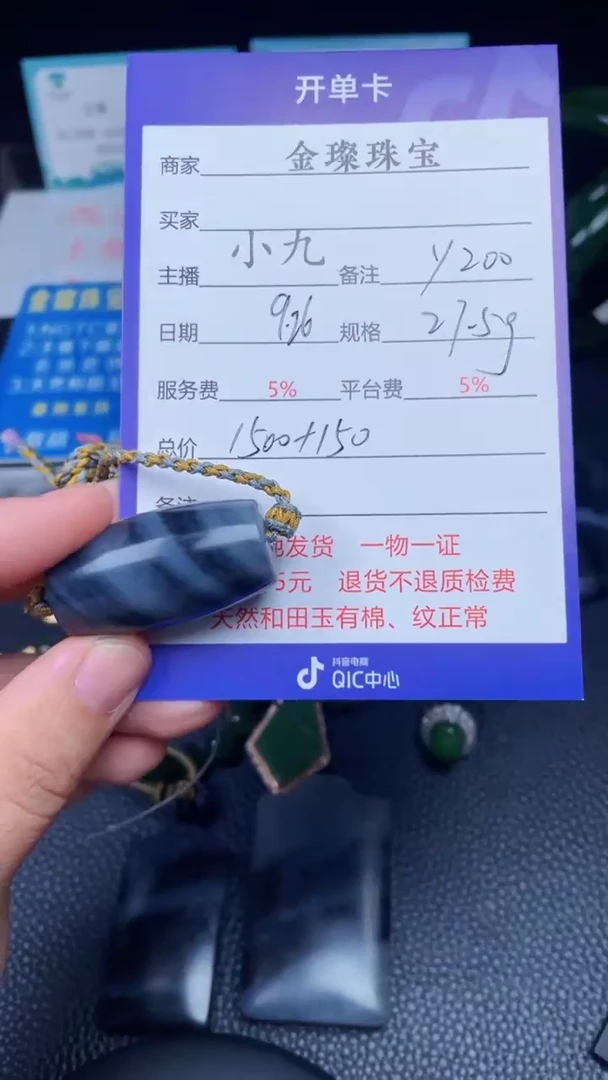 开单卡
商家 金璨珠宝
买家
主播 小九 备注 y200
日期 9.26 规格 27.5g
服务费 5% 平台费 5%
总价 1500+150
备注
发货 一物一证
5元 退货不退质检费
天然和田玉有棉、纹正常
抖音电商
QIC中心